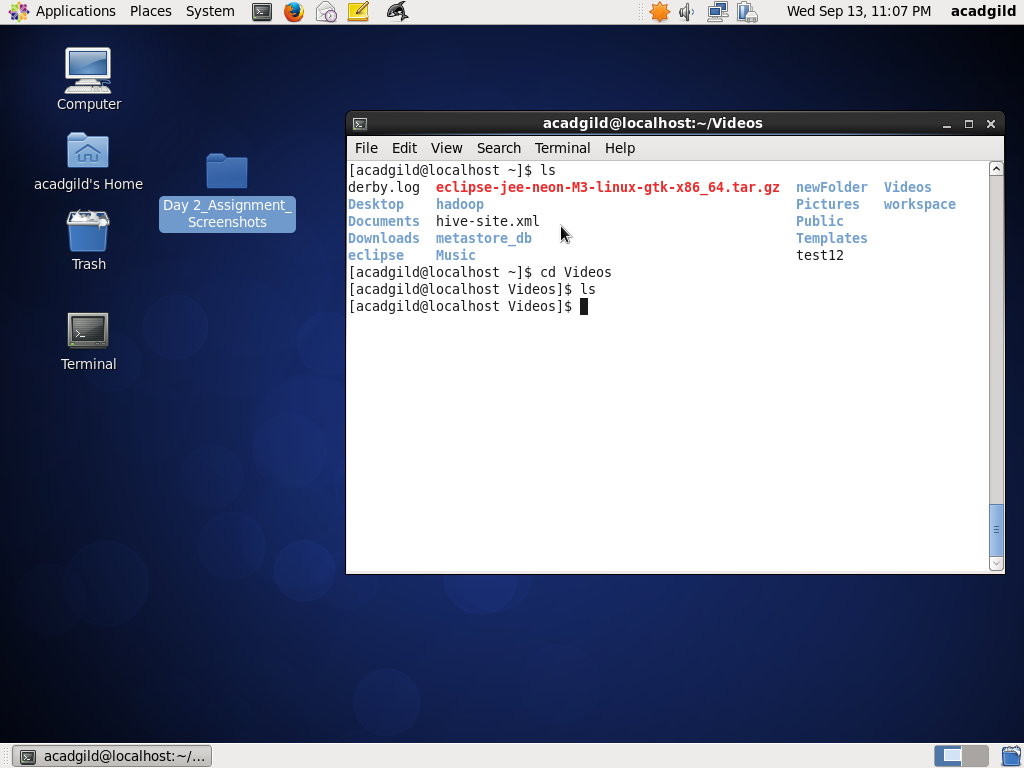 Applications Places System Wed Sep 13, 11:07 PM acadgild
Computer
acadgild's Home
Day 2_Assignment_
Screenshots
Trash
Terminal
acadgild@localhost:~/Videos
File Edit View Search Terminal Help
[acadgild@localhost ~]$ ls
derby.log eclipse-jee-neon-M3-linux-gtk-x86_64.tar.gz newFolder Videos
Desktop hadoop Pictures workspace
Documents hive-site.xml Public
Downloads metastore_db Templates
eclipse Music test12
[acadgild@localhost ~]$ cd Videos
[acadgild@localhost Videos]$ ls
[acadgild@localhost Videos]$
acadgild@localhost:~/...